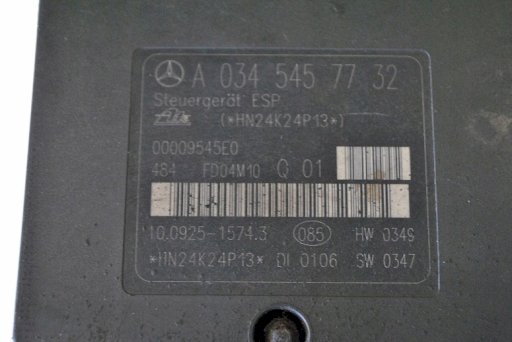 A 034 545 77 32
Steuergerät ESP
Ate (*HN24K24P13*)
00009545E0
484 FD04M10 Q 01
10.0925-1574.3 085 HW 0349
*HN24K24P13* DI 0106 SW 0347